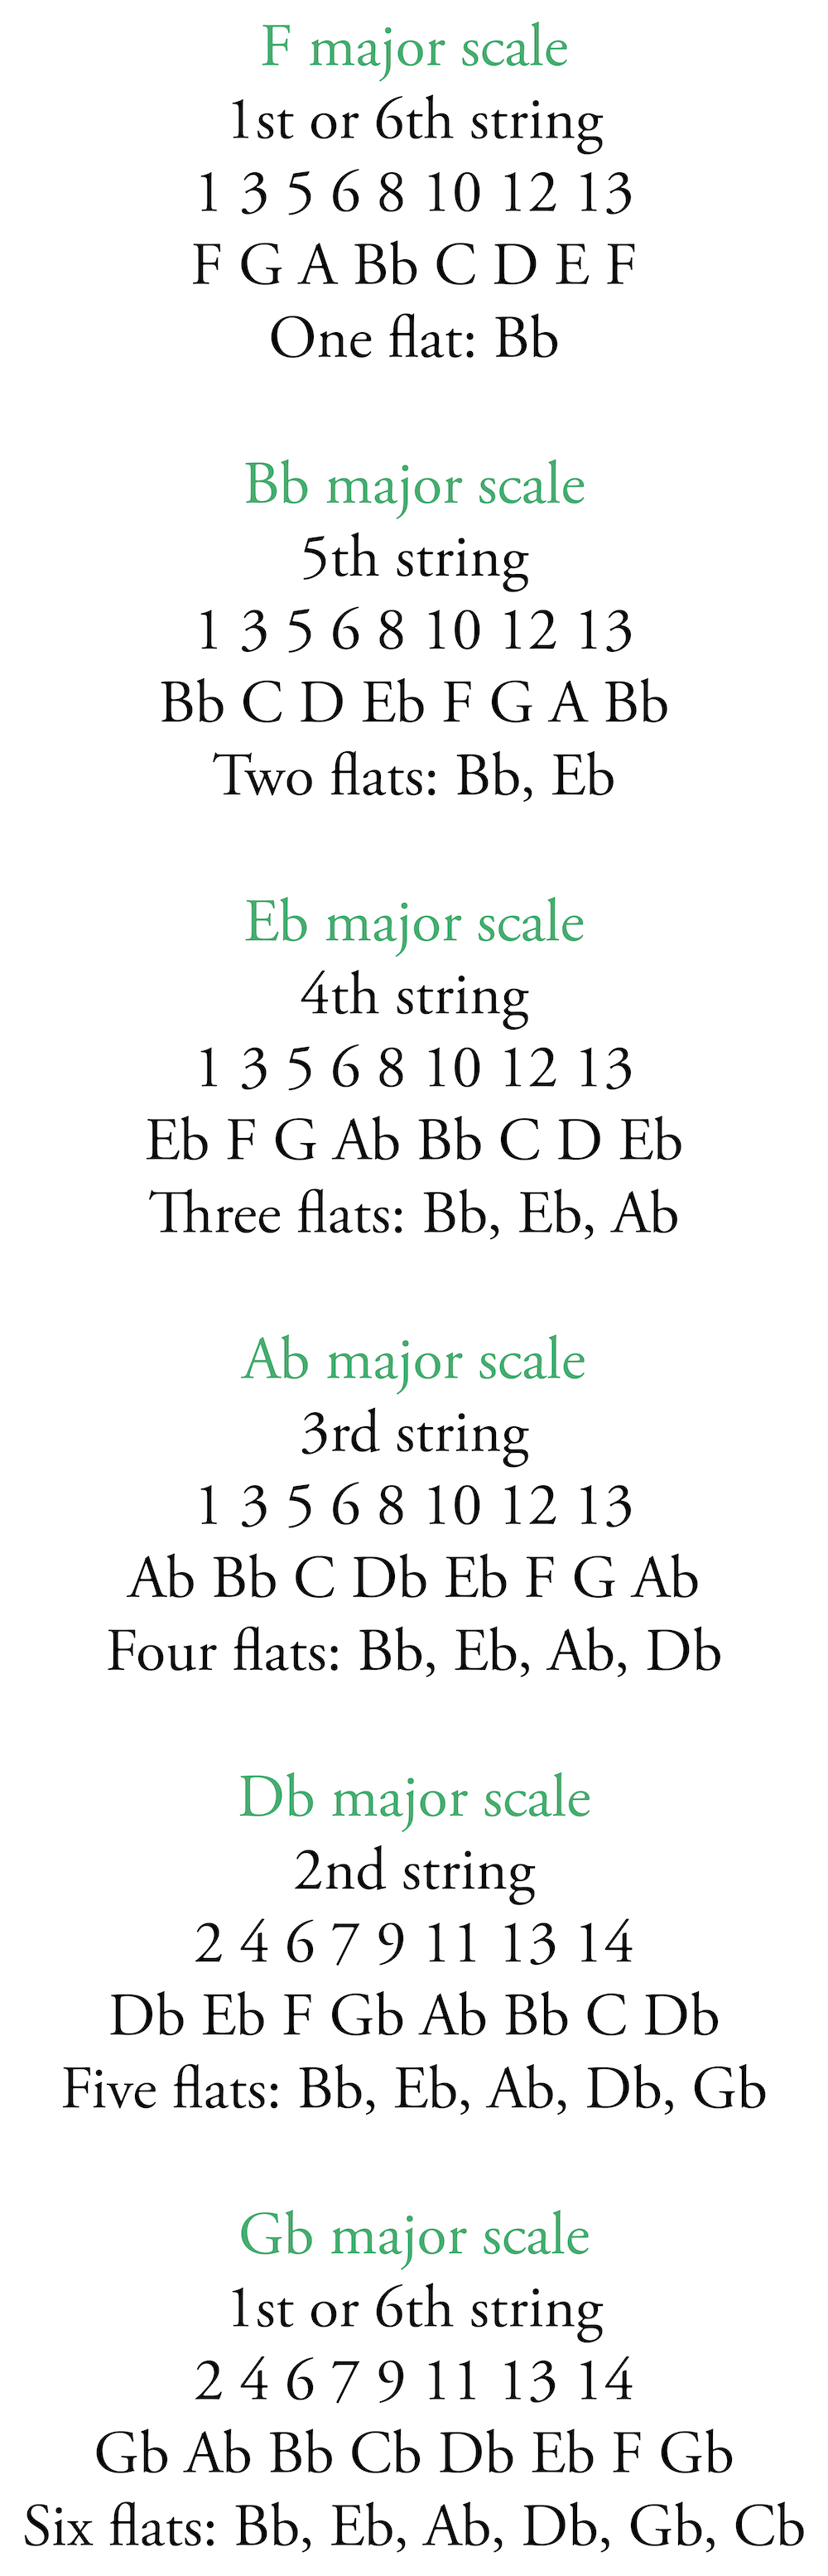 F major scale
1st or 6th string
1 3 5 6 8 10 12 13
F G A Bb C D E F
One flat: Bb
Bb major scale
5th string
1 3 5 6 8 10 12 13
Bb C D Eb F G A Bb
Two flats: Bb, Eb
Eb major scale
4th string
1 3 5 6 8 10 12 13
Eb F G Ab Bb C D Eb
Three flats: Bb, Eb, Ab
Ab major scale
3rd string
1 3 5 6 8 10 12 13
Ab Bb C Db Eb F G Ab
Four flats: Bb, Eb, Ab, Db
Db major scale
2nd string
2 4 6 7 9 11 13 14
Db Eb F Gb Ab Bb C Db
Five flats: Bb, Eb, Ab, Db, Gb
Gb major scale
1st or 6th string
2 4 6 7 9 11 13 14
Gb Ab Bb Cb Db Eb F Gb
Six flats: Bb, Eb, Ab, Db, Gb, Cb